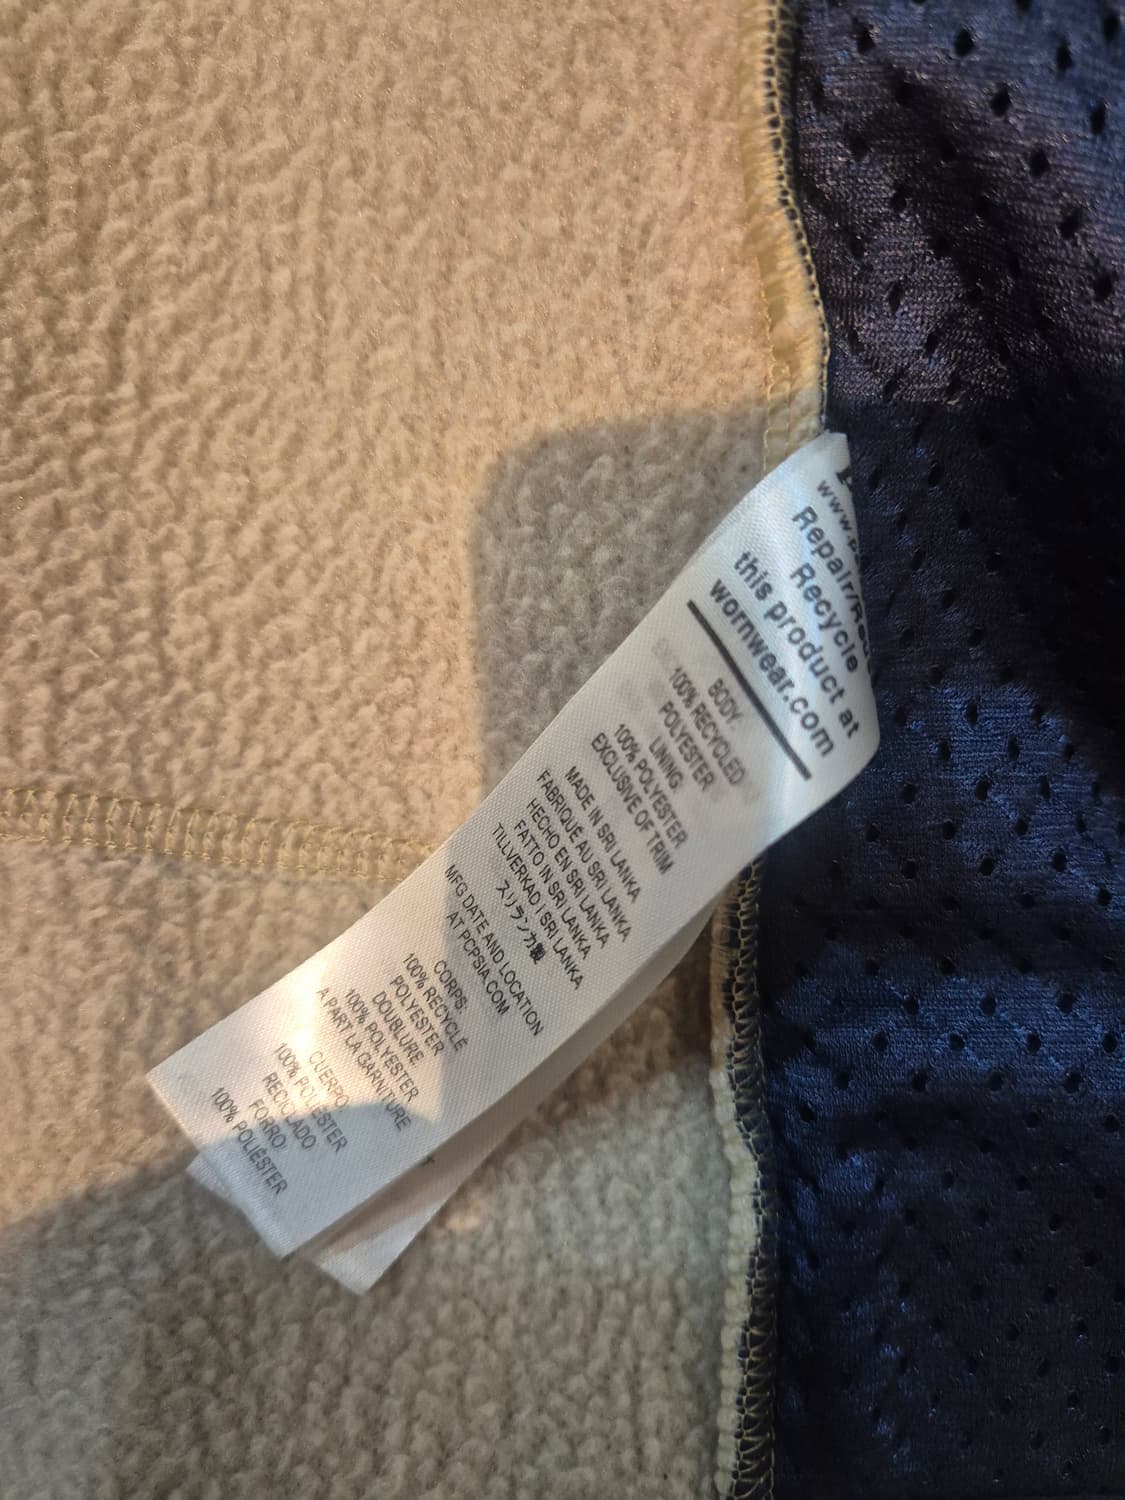 Repair/Reuse
Recycle
this product at
wornwear.com
BODY:
100% RECYCLED
POLYESTER
LINING:
100% POLYESTER
EXCLUSIVE OF TRIM
MADE IN SRI LANKA
FABRIQUÉ AU SRI LANKA
HECHO EN SRI LANKA
FATTO IN SRI LANKA
TILLVERKAD I SRI LANKA
スリランカ製
MFG DATE AND LOCATION
AT PCPSIA.COM
CORPS:
100% RECYCLÉ
POLYESTER
DOUBLURE:
100% POLYESTER
À PART LA GARNITURE
CUERPO:
100% POLIÉSTER
RECICLADO
FORRO:
100% POLIÉSTER